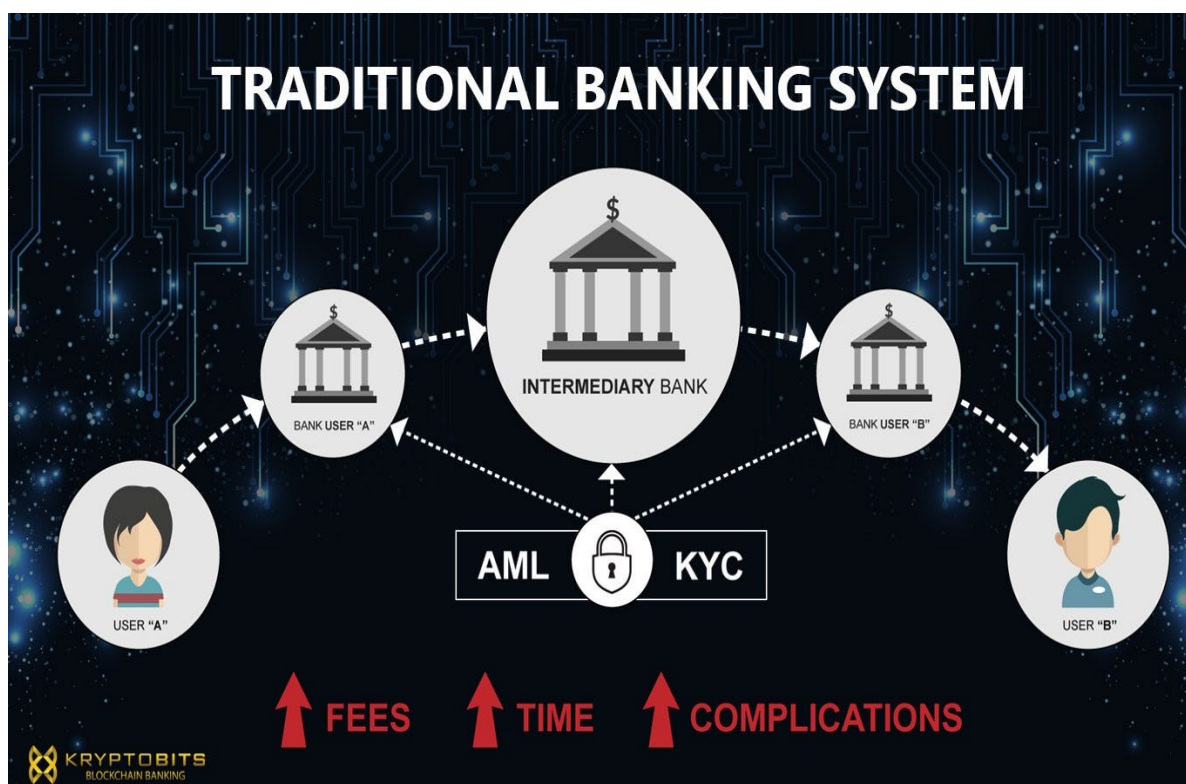 TRADITIONAL BANKING SYSTEM
$
INTERMEDIARY BANK
$
BANK USER "A"
$
BANK USER "B"
AML
KYC
USER "A"
USER "B"
FEES
TIME
COMPLICATIONS
KRYPTOBITS
BLOCKCHAIN BANKING